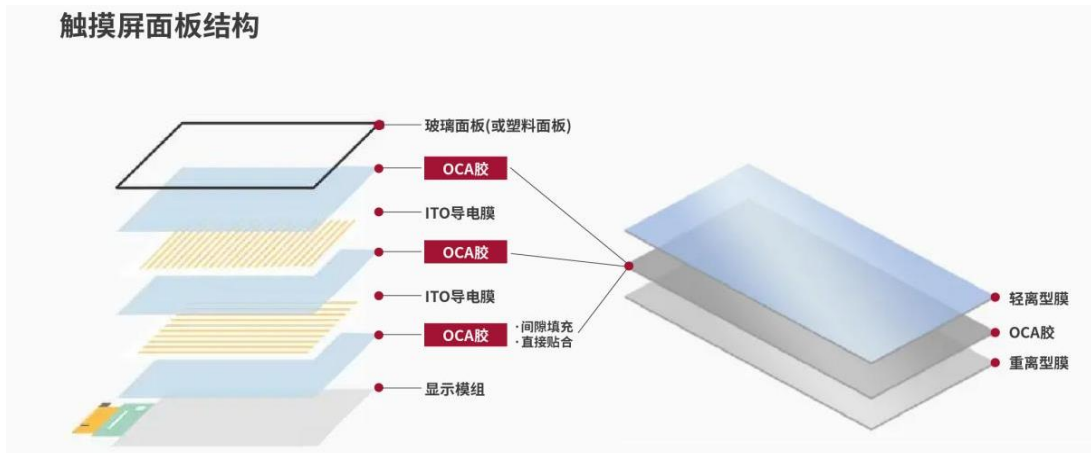 触摸屏面板结构
玻璃面板(或塑料面板)
OCA胶
ITO导电膜
OCA胶
ITO导电膜
OCA胶
·间隙填充
·直接贴合
显示模组
轻离型膜
OCA胶
重离型膜